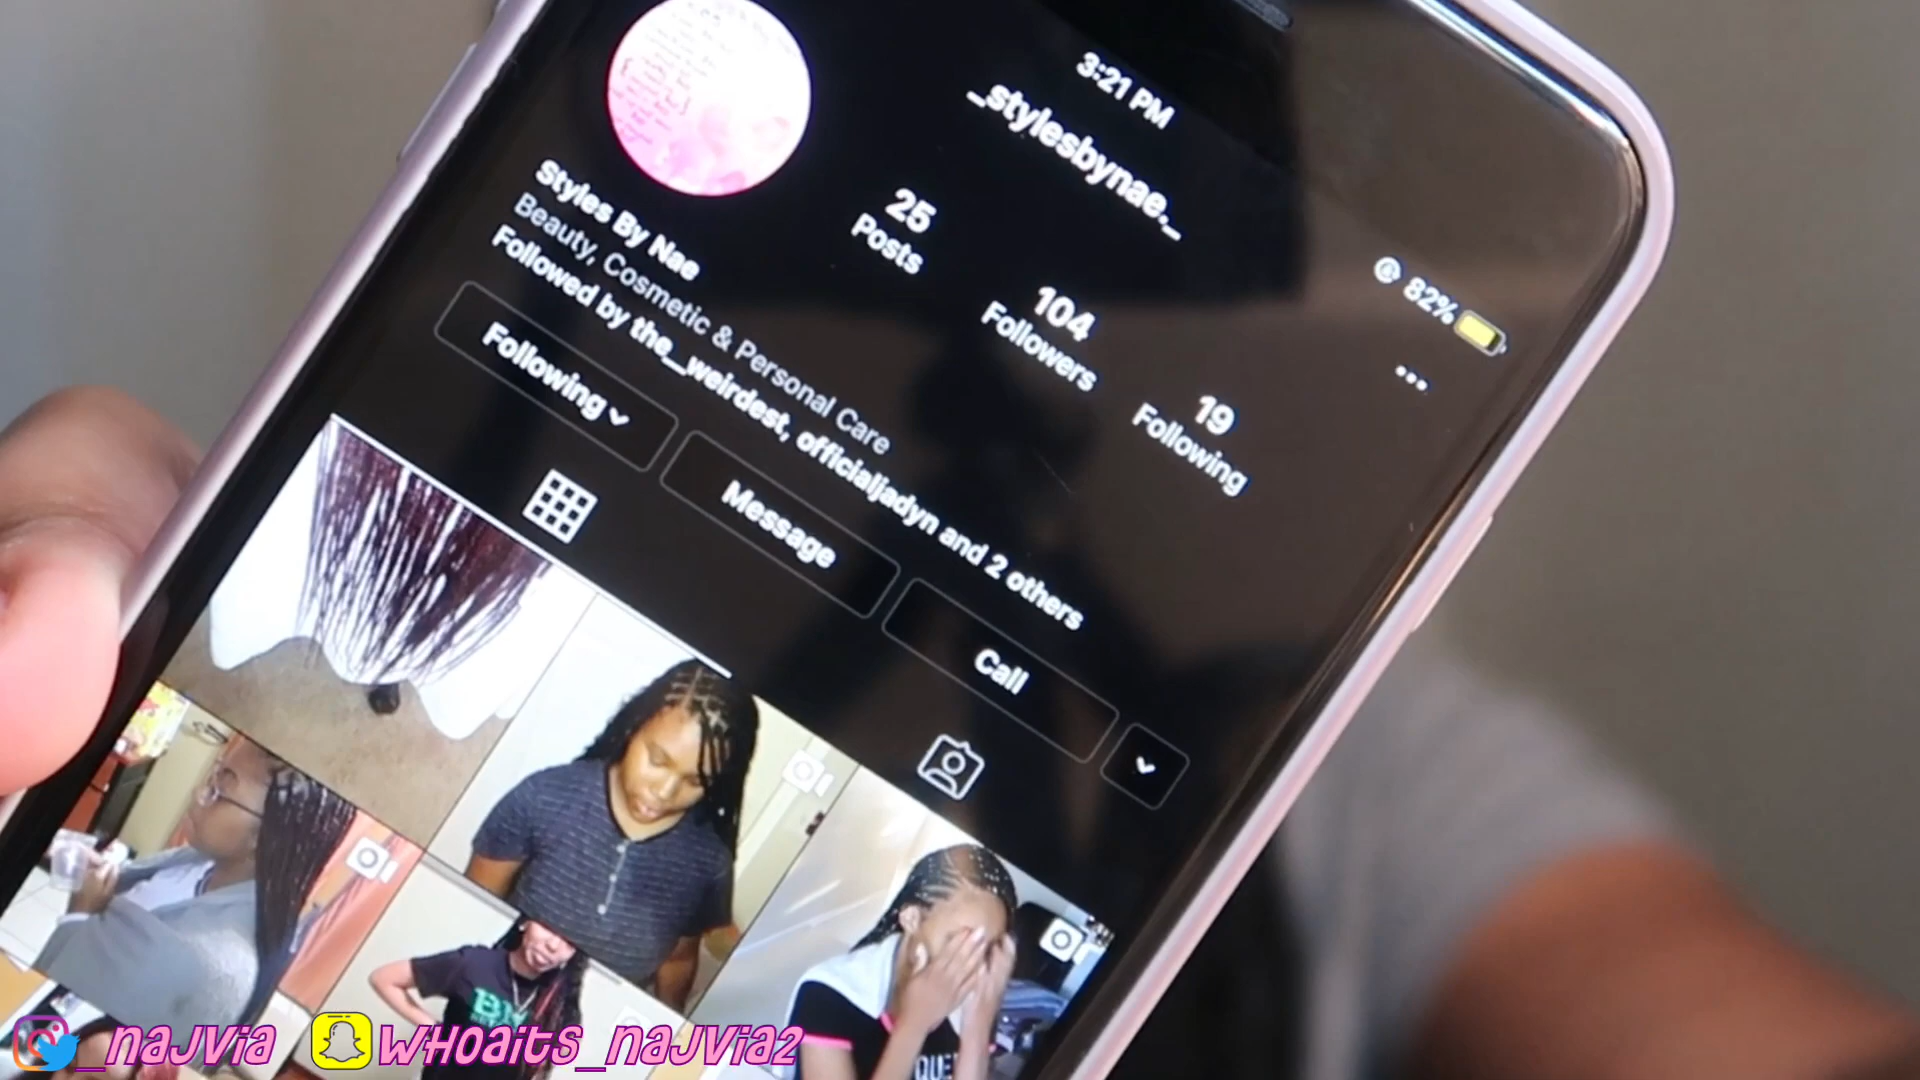 3:21 PM
82%
_stylesbynae._
25
Posts
104
Followers
19
Following
Styles By Nae
Beauty, Cosmetic & Personal Care
Followed by the__weirdest, officialjadyn and 2 others
Following
Message
Call
_najvia
whoaits_najvia2